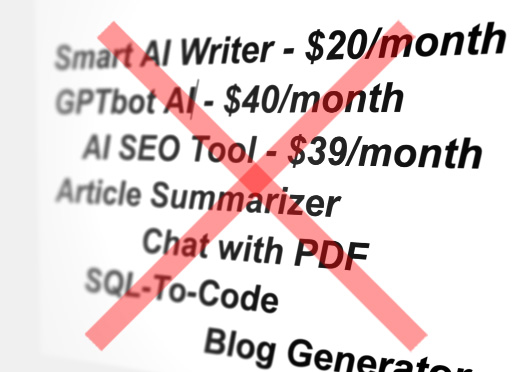 Smart AI Writer - $20/month
GPTbot AI - $40/month
AI SEO Tool - $39/month
Article Summarizer
Chat with PDF
SQL-To-Code
Blog Generator